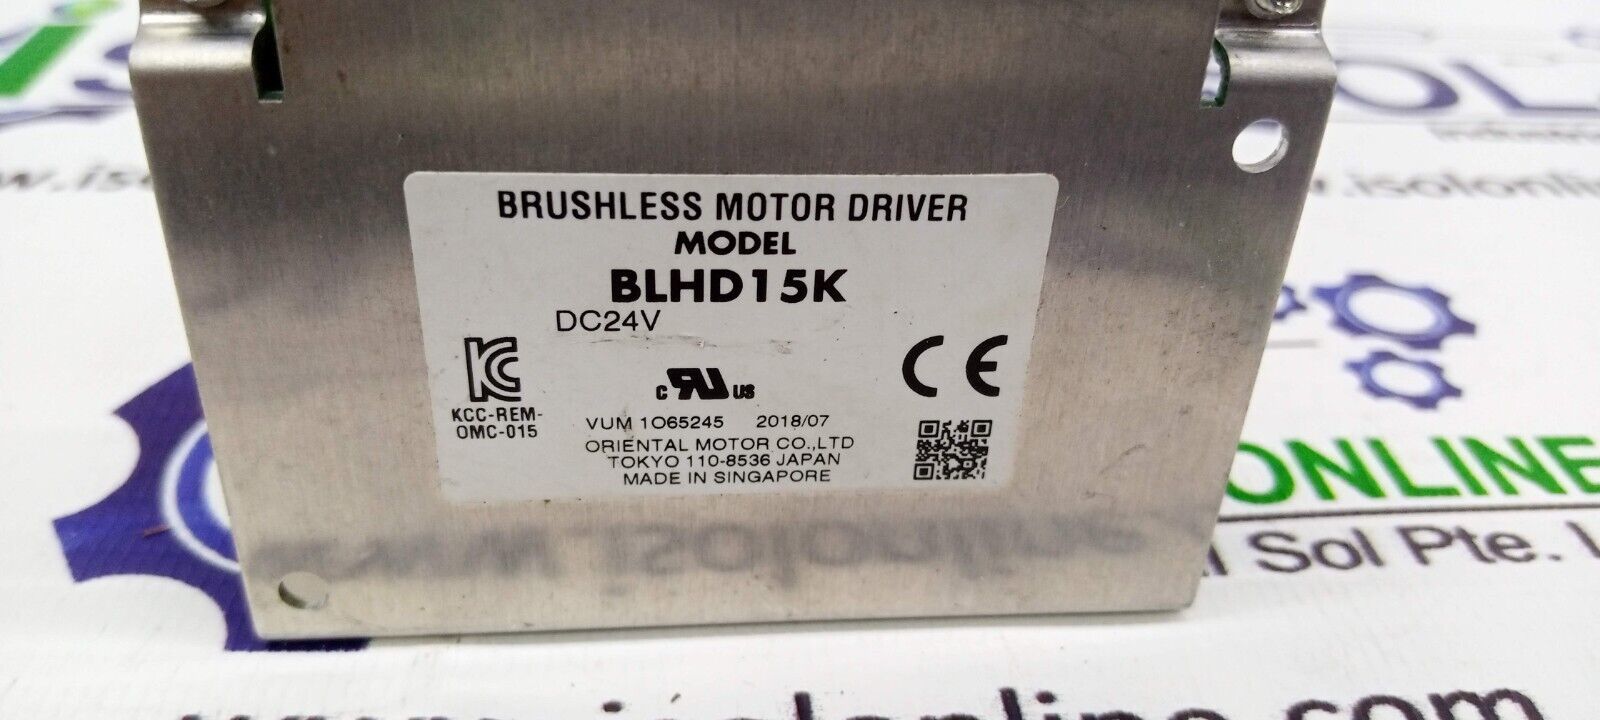 BRUSHLESS MOTOR DRIVER
MODEL
BLHD15K
DC24V
KCC-REM-
OMC-015
c RU US
CE
VUM 1O65245 2018/07
ORIENTAL MOTOR CO.,LTD
TOKYO 110-8536 JAPAN
MADE IN SINGAPORE
ONLINE
Sol Pte.